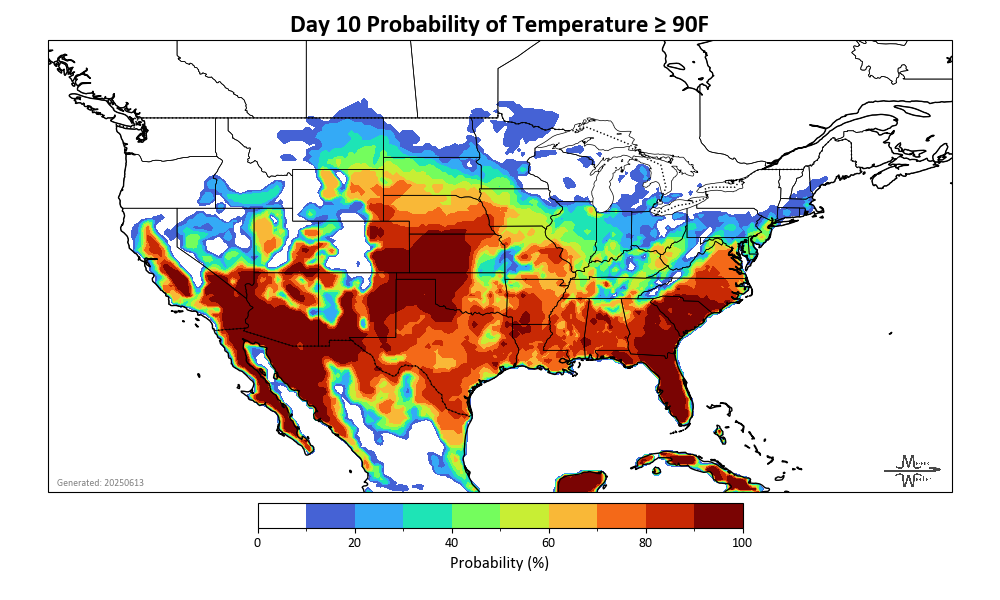 Day 10 Probability of Temperature ≥ 90F
Generated: 20250613
0 20 40 60 80 100
Probability (%)